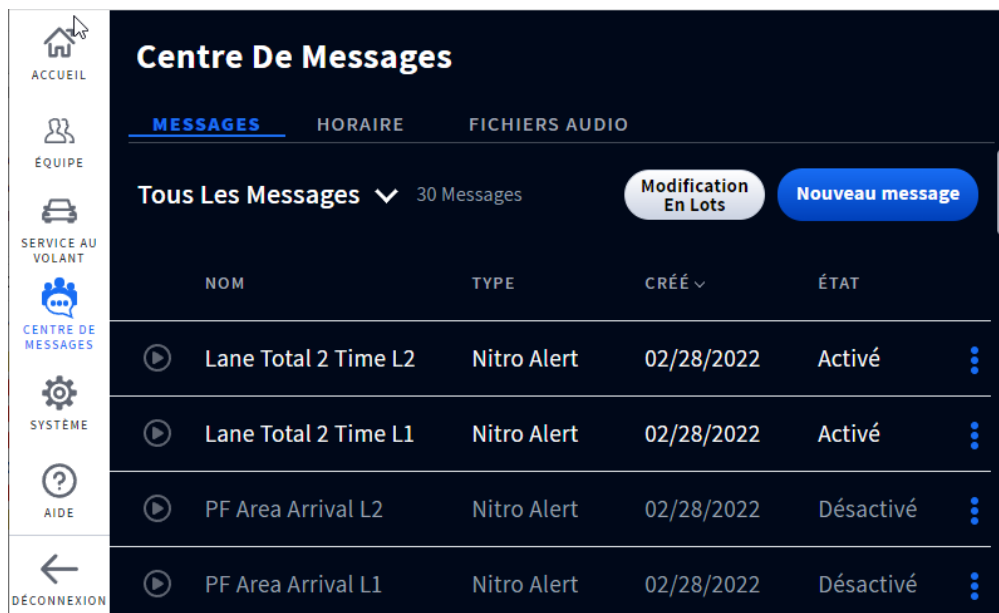 ACCUEIL
ÉQUIPE
SERVICE AU
VOLANT
CENTRE DE
MESSAGES
SYSTÈME
AIDE
DÉCONNEXION
Centre De Messages
MESSAGES HORAIRE FICHIERS AUDIO
Tous Les Messages 30 Messages
Modification
En Lots
Nouveau message
NOM TYPE CRÉÉ ÉTAT
Lane Total 2 Time L2 Nitro Alert 02/28/2022 Activé
Lane Total 2 Time L1 Nitro Alert 02/28/2022 Activé
PF Area Arrival L2 Nitro Alert 02/28/2022 Désactivé
PF Area Arrival L1 Nitro Alert 02/28/2022 Désactivé